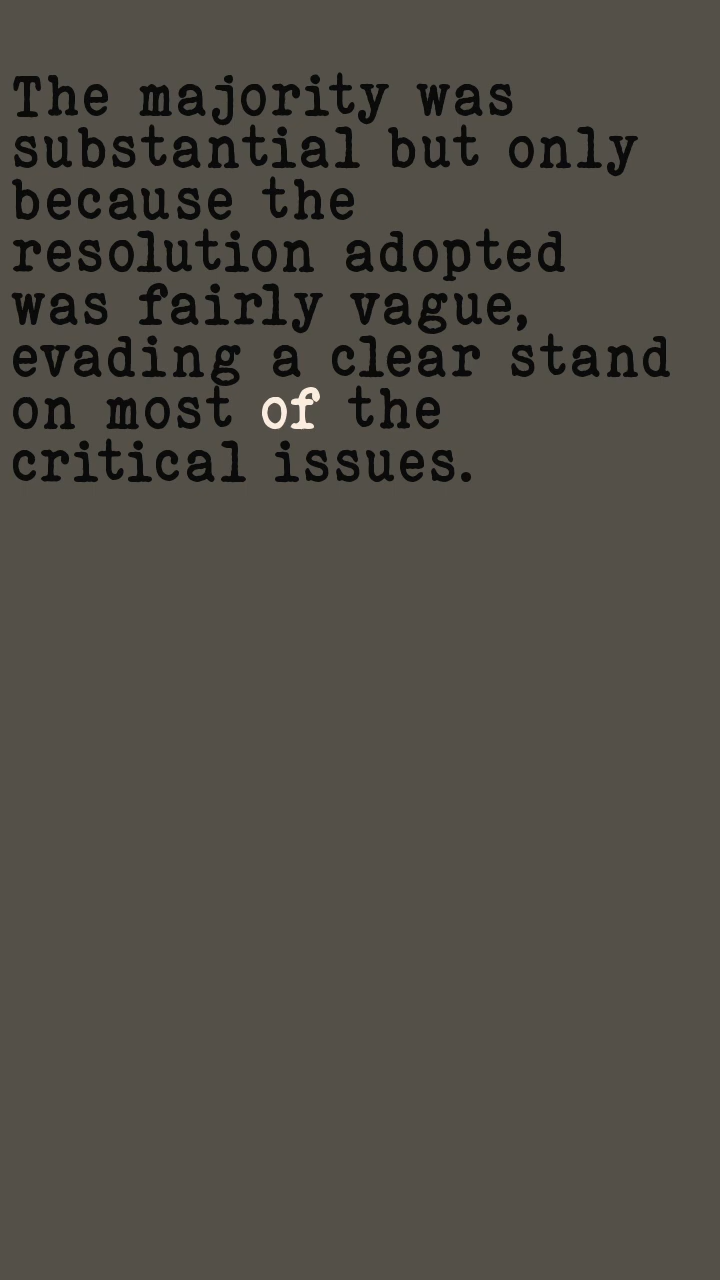 The majority was
substantial but only
because the
resolution adopted
was fairly vague,
evading a clear stand
on most of the
critical issues.